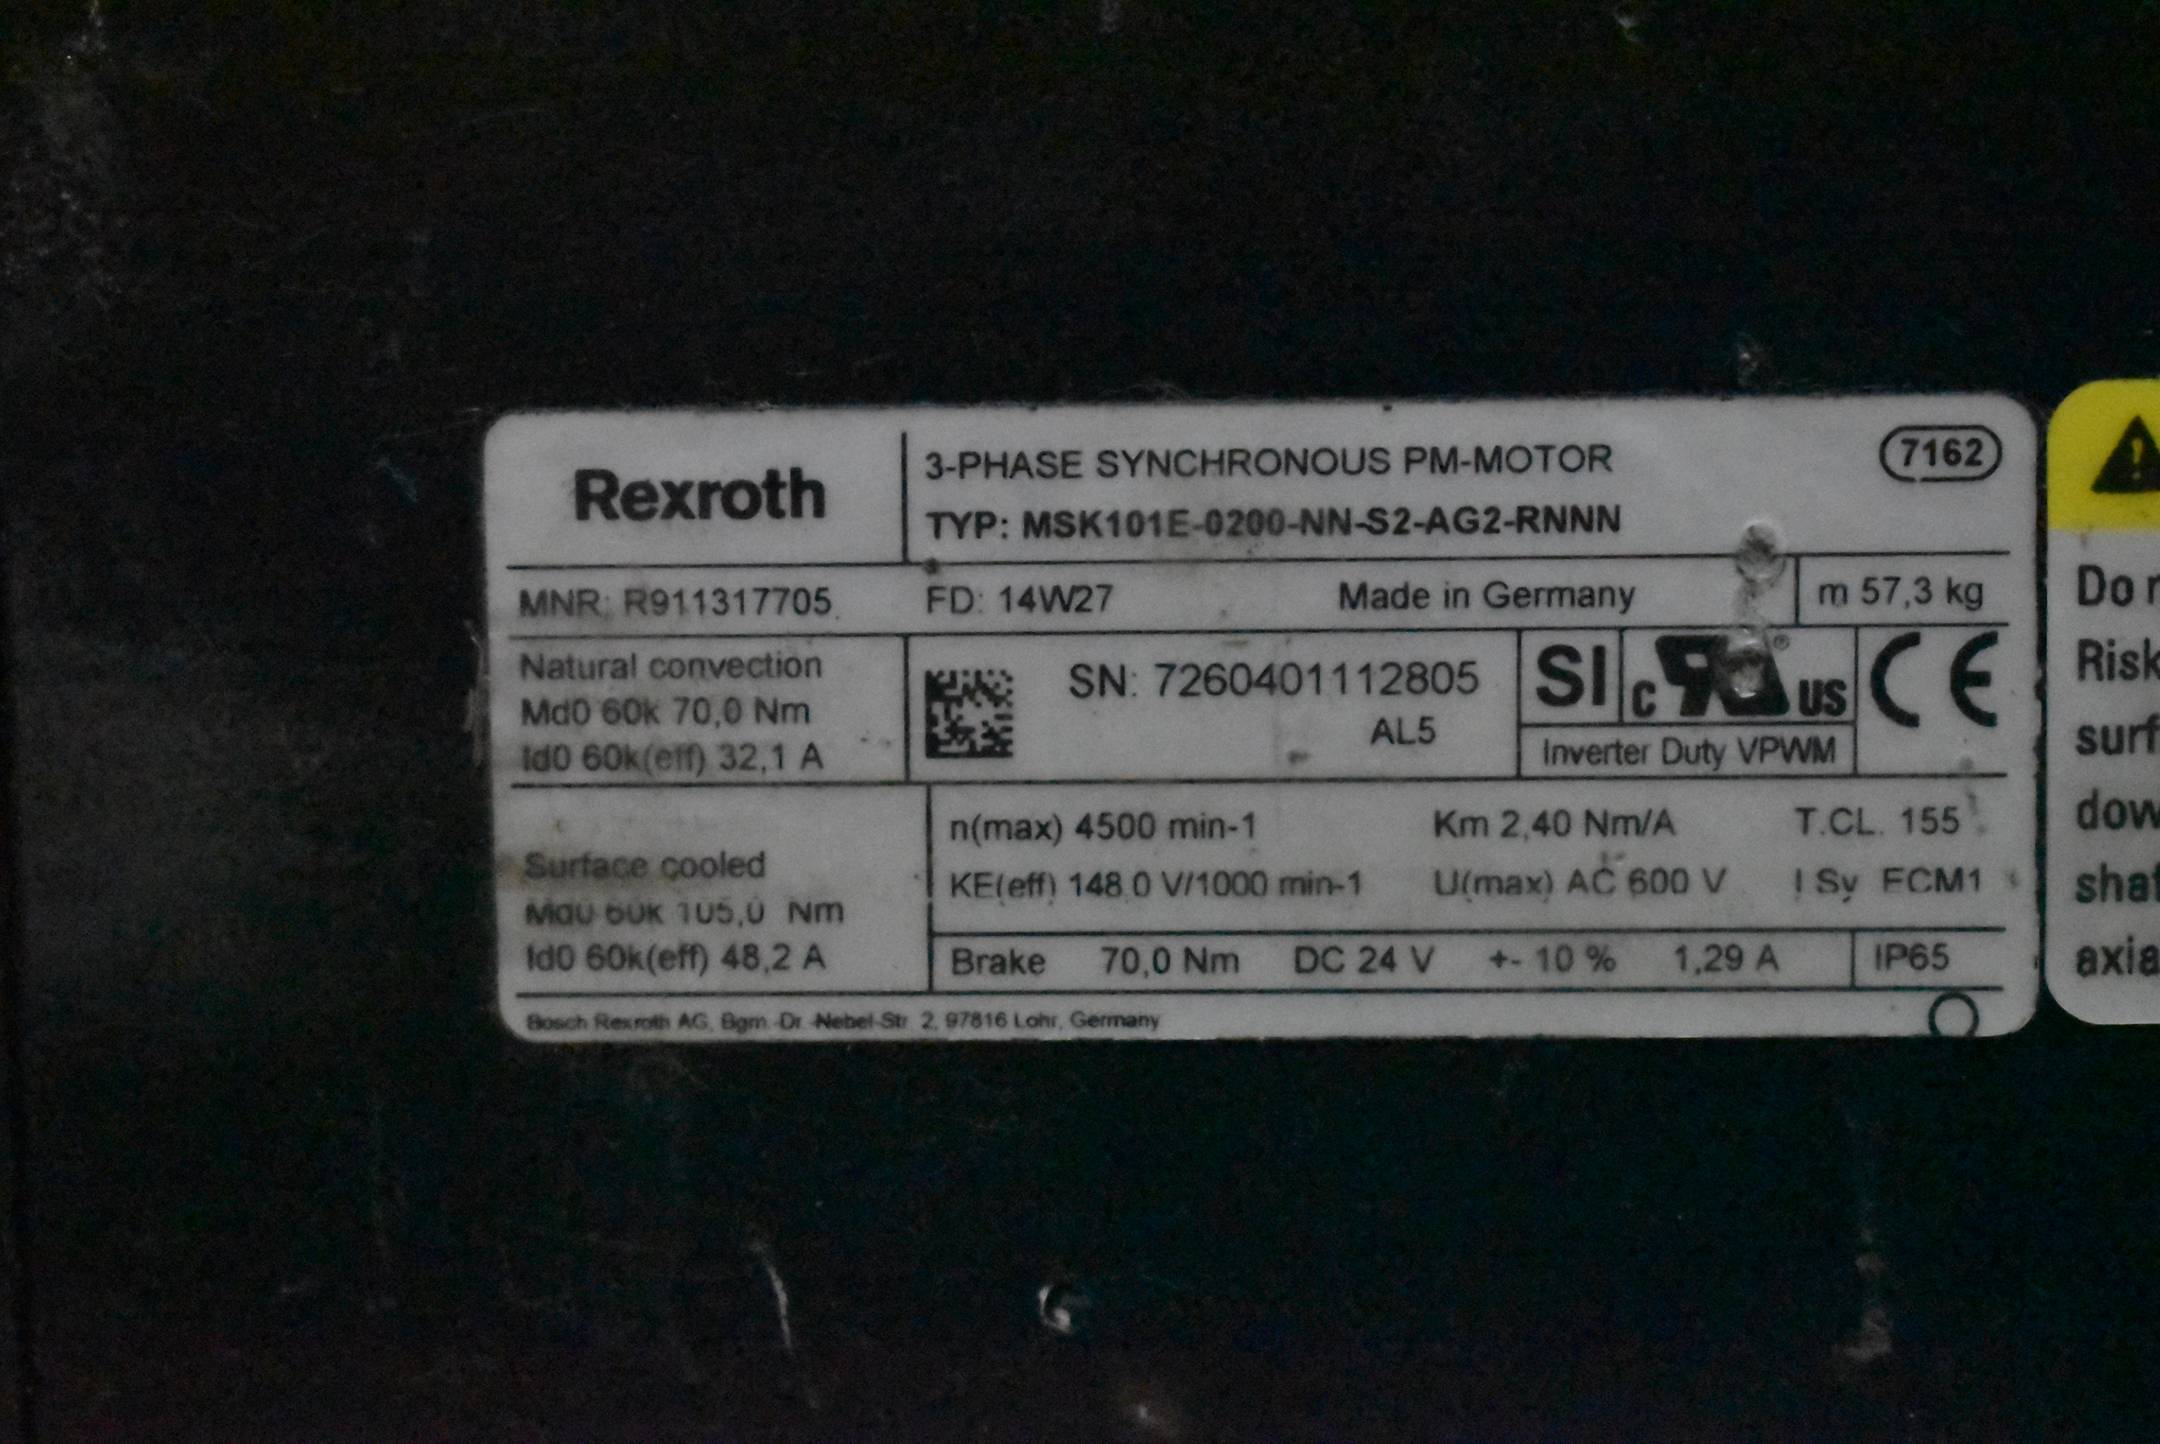 Rexroth
3-PHASE SYNCHRONOUS PM-MOTOR
7162
TYP: MSK101E-0200-NN-S2-AG2-RNNN
MNR: R911317705 FD: 14W27 Made in Germany m 57,3 kg
Natural convection
Md0 60k 70,0 Nm
Id0 60k(eff) 32,1 A
SN: 7260401112805
AL5
SI c RU ® US CE
Inverter Duty VPWM
Surface cooled
Md0 60k 105,0 Nm
Id0 60k(eff) 48,2 A
n(max) 4500 min-1 Km 2,40 Nm/A T.CL. 155
KE(eff) 148.0 V/1000 min-1 U(max) AC 600 V I.Sy. FCM1
Brake 70,0 Nm DC 24 V +- 10 % 1,29 A IP65
Bosch Rexroth AG, Bgm.-Dr.-Nebel-Str. 2, 97816 Lohr, Germany
Do
Risk
surf
dow
shaf
axia